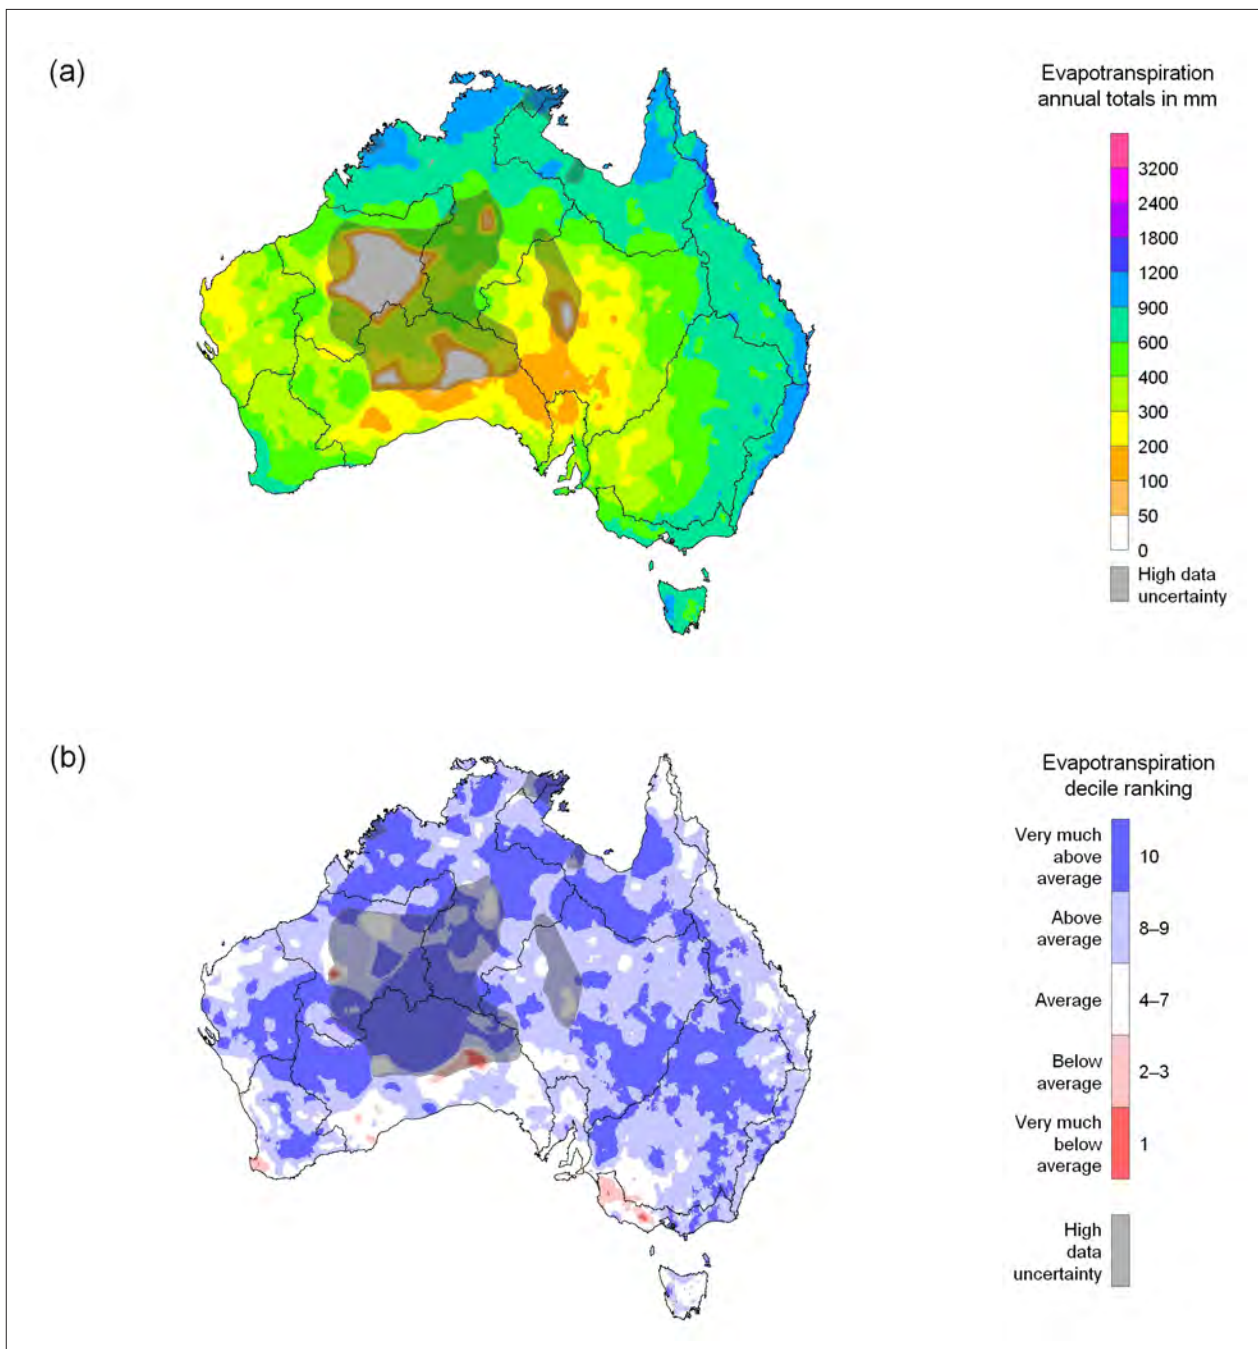 (a)
Evapotranspiration
annual totals in mm
3200
2400
1800
1200
900
600
400
300
200
100
50
0
High data
uncertainty
(b)
Evapotranspiration
decile ranking
Very much
above
average
10
Above
average
8–9
Average
4–7
Below
average
2–3
Very much
below
average
1
High
data
uncertainty